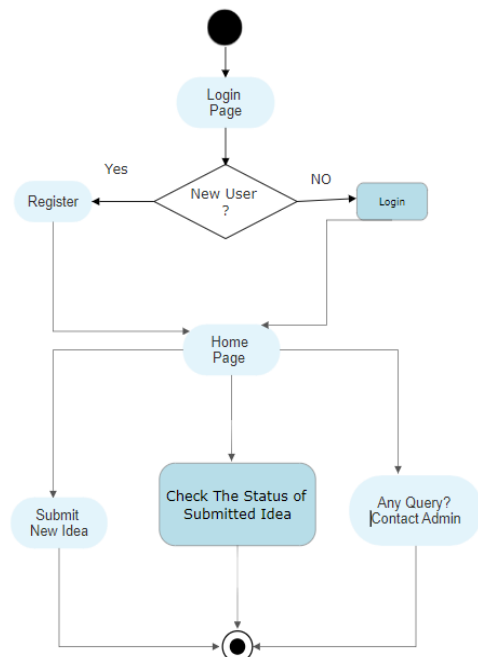 Login
Page
Yes
New User
?
NO
Register
Login
Home
Page
Submit
New Idea
Check The Status of
Submitted Idea
Any Query?
Contact Admin